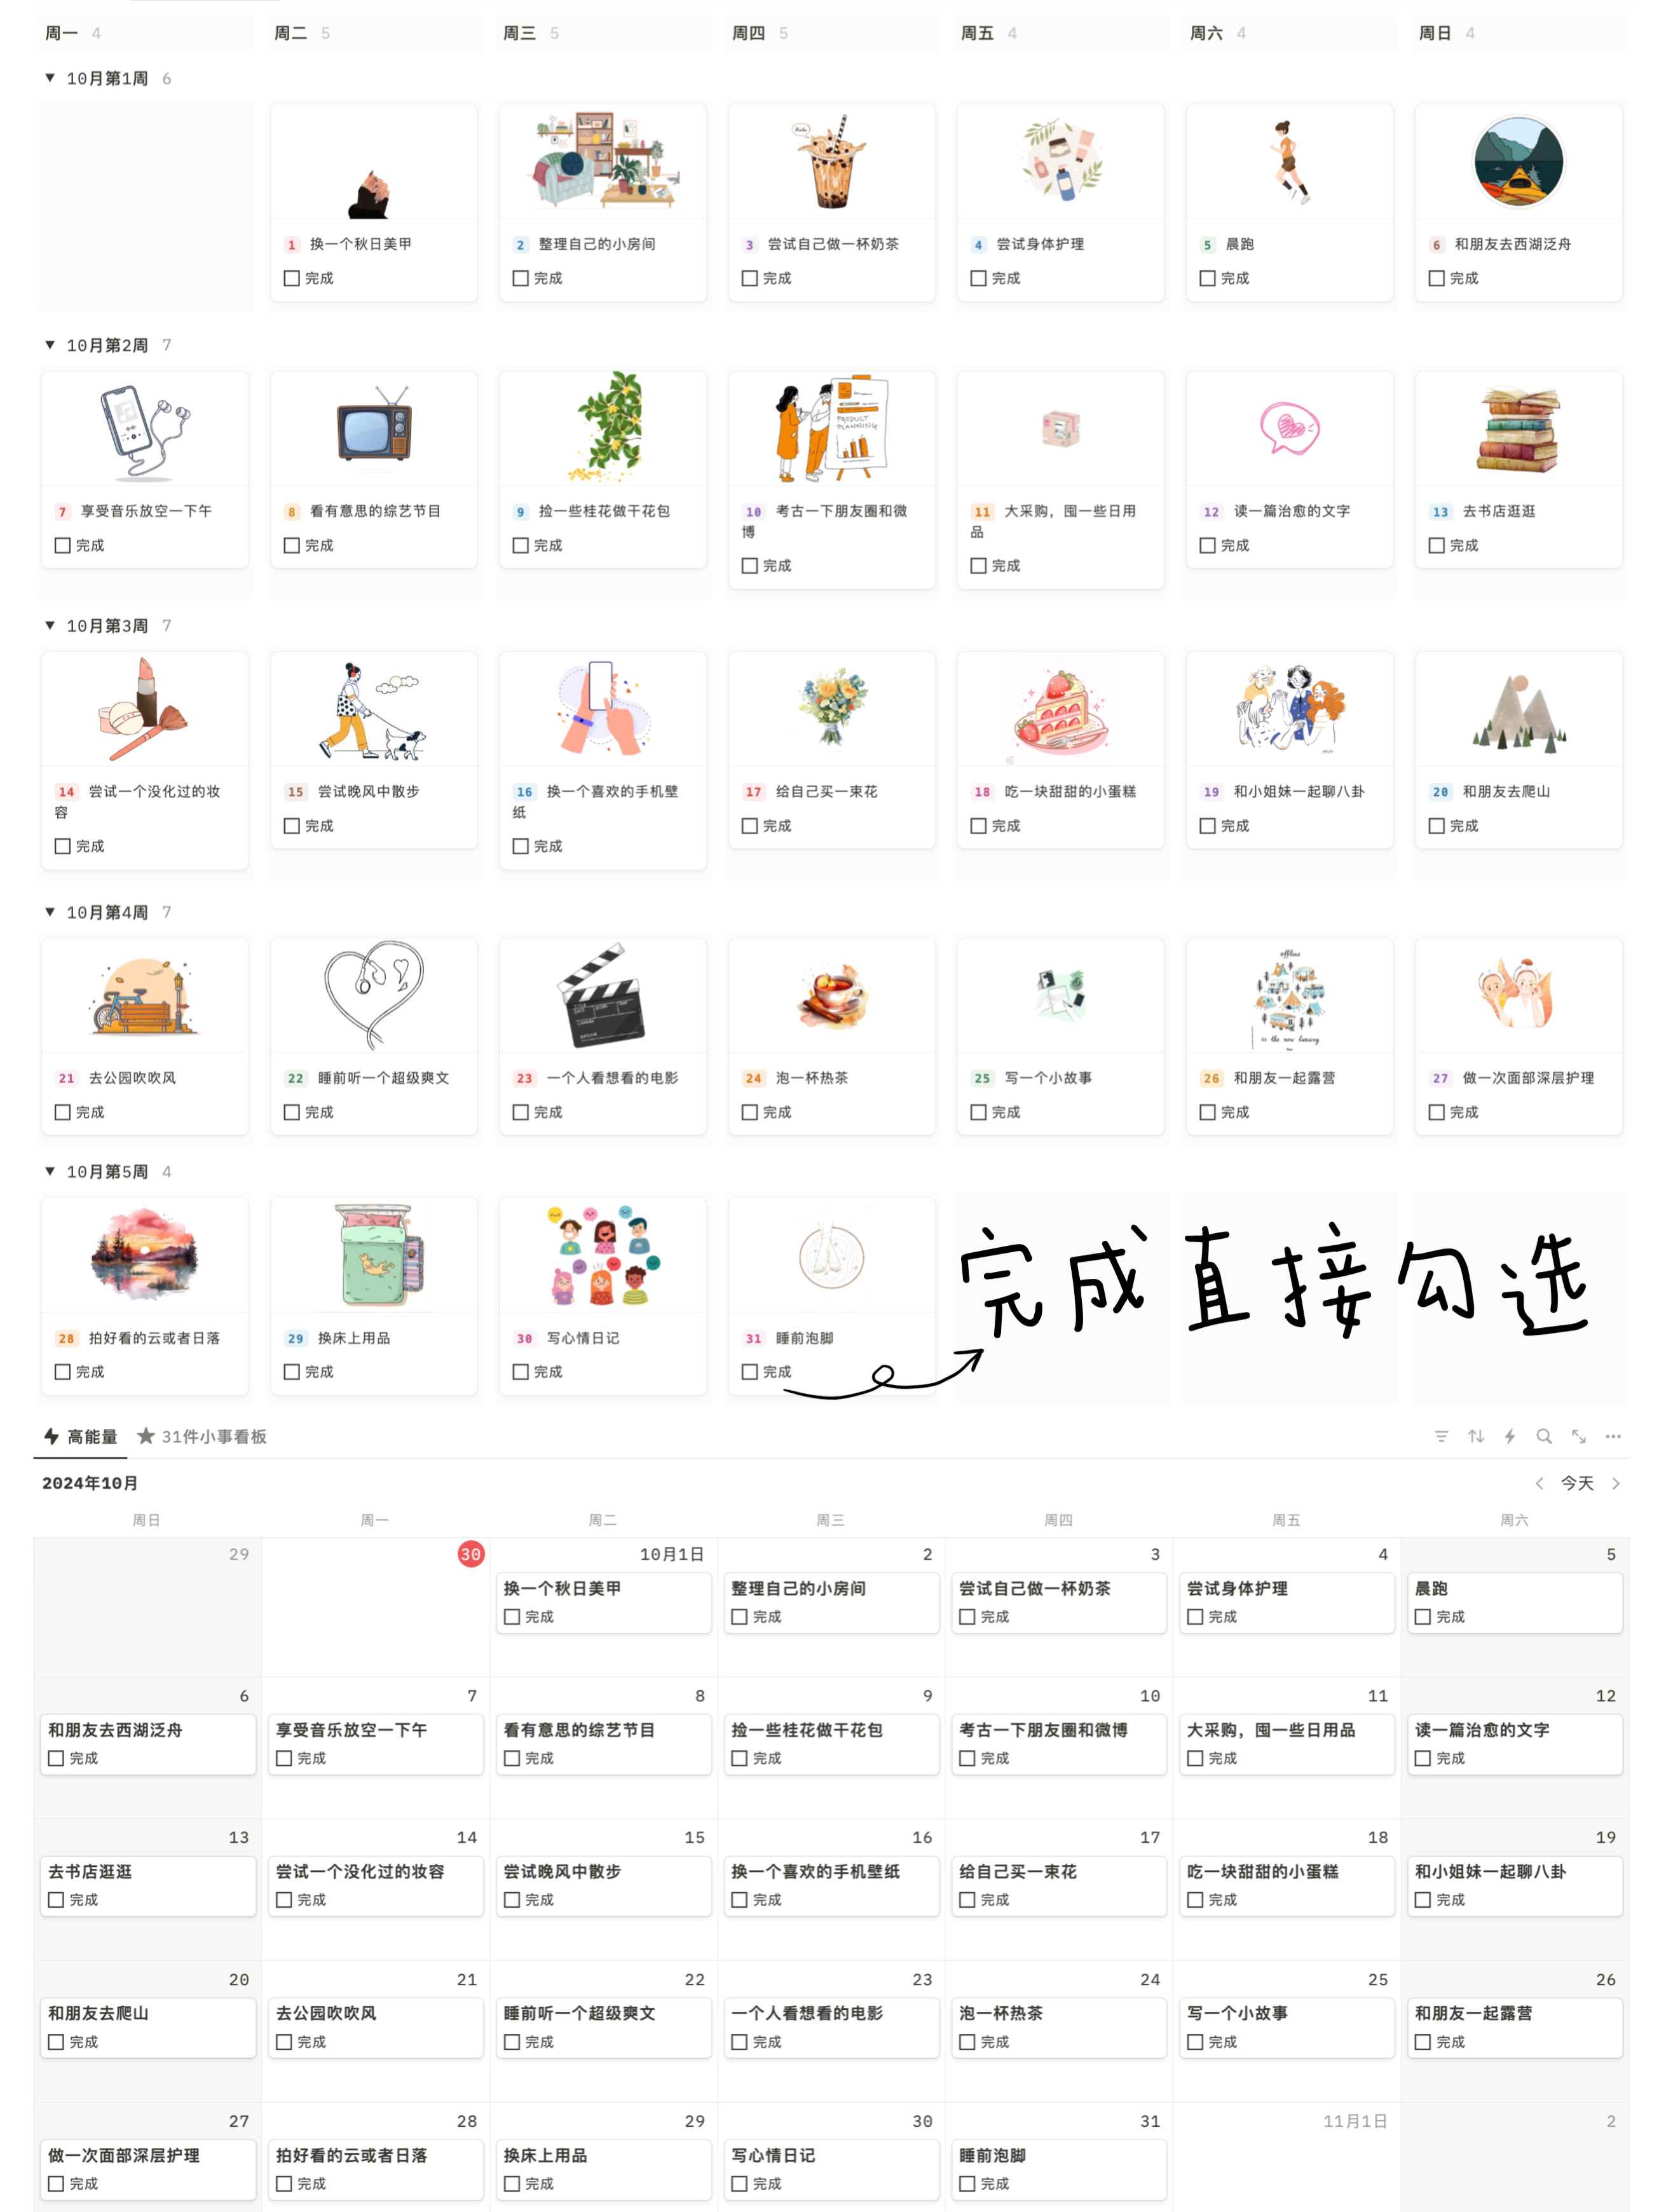 周一 4 周二 5 周三 5 周四 5 周五 4 周六 4 周日 4
10月第1周 6
1 换一个秋日美甲
完成
2 整理自己的小房间
完成
3 尝试自己做一杯奶茶
完成
4 尝试身体护理
完成
5 晨跑
完成
6 和朋友去西湖泛舟
完成
10月第2周 7
PRODUCT
PLANNING
7 享受音乐放空一下午
完成
8 看有意思的综艺节目
完成
9 捡一些桂花做干花包
完成
10 考古一下朋友圈和微
博
完成
11 大采购，囤一些日用
品
完成
12 读一篇治愈的文字
完成
13 去书店逛逛
完成
10月第3周 7
14 尝试一个没化过的妆
容
完成
15 尝试晚风中散步
完成
16 换一个喜欢的手机壁
纸
完成
17 给自己买一束花
完成
18 吃一块甜甜的小蛋糕
完成
19 和小姐妹一起聊八卦
完成
20 和朋友去爬山
完成
10月第4周 7
offline
is the new luxury
21 去公园吹吹风
完成
22 睡前听一个超级爽文
完成
23 一个人看想看的电影
完成
24 泡一杯热茶
完成
25 写一个小故事
完成
26 和朋友一起露营
完成
27 做一次面部深层护理
完成
10月第5周 4
28 拍好看的云或者日落
完成
29 换床上用品
完成
30 写心情日记
完成
31 睡前泡脚
完成
完成直接勾选
高能量 31件小事看板
2024年10月 今天
周日 周一 周二 周三 周四 周五 周六
29 30 10月1日 2 3 4 5
换一个秋日美甲 整理自己的小房间 尝试自己做一杯奶茶 尝试身体护理 晨跑
完成 完成 完成 完成 完成
6 7 8 9 10 11 12
和朋友去西湖泛舟 享受音乐放空一下午 看有意思的综艺节目 捡一些桂花做干花包 考古一下朋友圈和微博 大采购，囤一些日用品 读一篇治愈的文字
完成 完成 完成 完成 完成 完成 完成
13 14 15 16 17 18 19
去书店逛逛 尝试一个没化过的妆容 尝试晚风中散步 换一个喜欢的手机壁纸 给自己买一束花 吃一块甜甜的小蛋糕 和小姐妹一起聊八卦
完成 完成 完成 完成 完成 完成 完成
20 21 22 23 24 25 26
和朋友去爬山 去公园吹吹风 睡前听一个超级爽文 一个人看想看的电影 泡一杯热茶 写一个小故事 和朋友一起露营
完成 完成 完成 完成 完成 完成 完成
27 28 29 30 31 11月1日 2
做一次面部深层护理 拍好看的云或者日落 换床上用品 写心情日记 睡前泡脚
完成 完成 完成 完成 完成